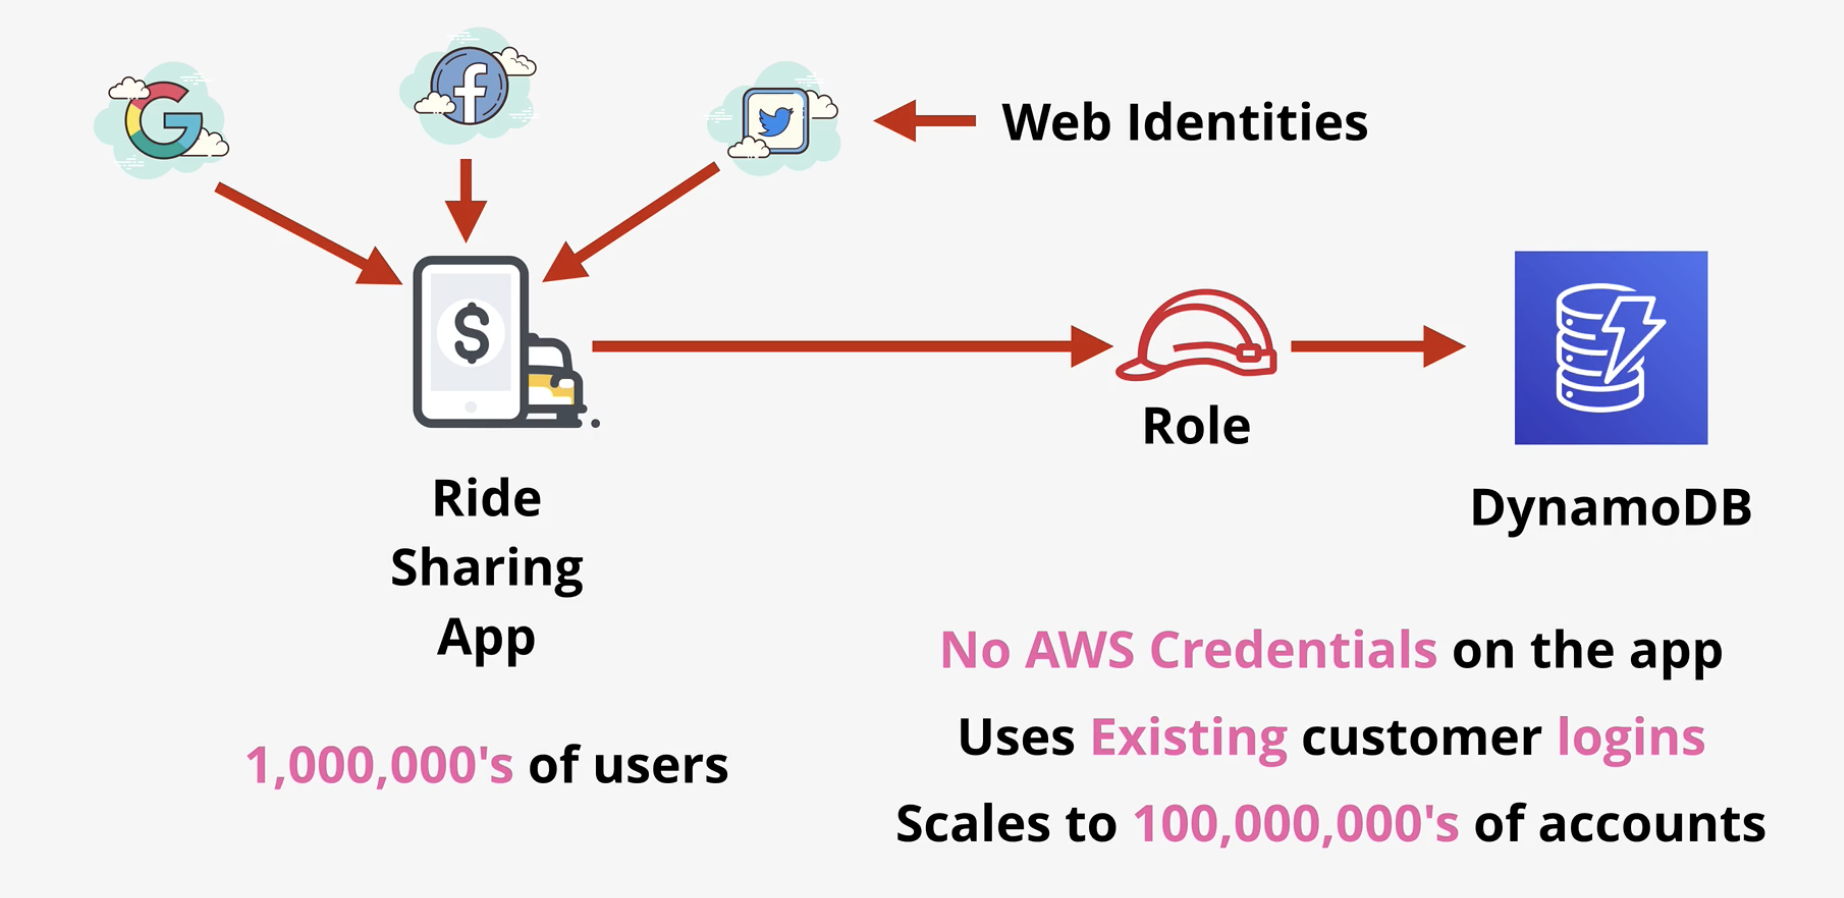 Web Identities
Role
DynamoDB
Ride
Sharing
App
1,000,000's of users
No AWS Credentials on the app
Uses Existing customer logins
Scales to 100,000,000's of accounts